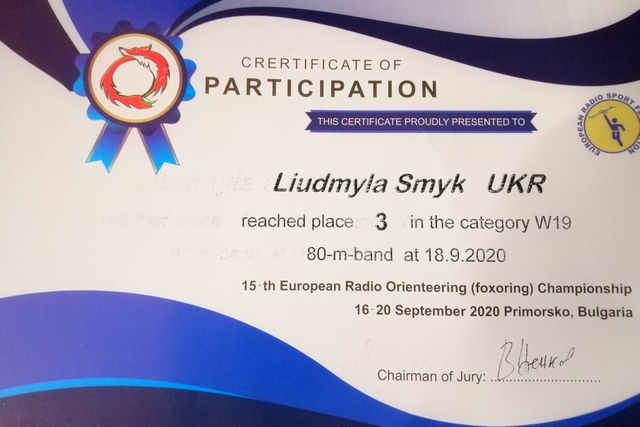 CRERTIFICATE OF
PARTICIPATION
THIS CERTIFICATE PROUDLY PRESENTED TO
EUROPEAN RADIO SPORT
Liudmyla Smyk UKR
reached place 3 in the category W19
80-m-band at 18.9.2020
15-th European Radio Orienteering (foxoring) Championship
16-20 September 2020 Primorsko, Bulgaria
Chairman of Jury: